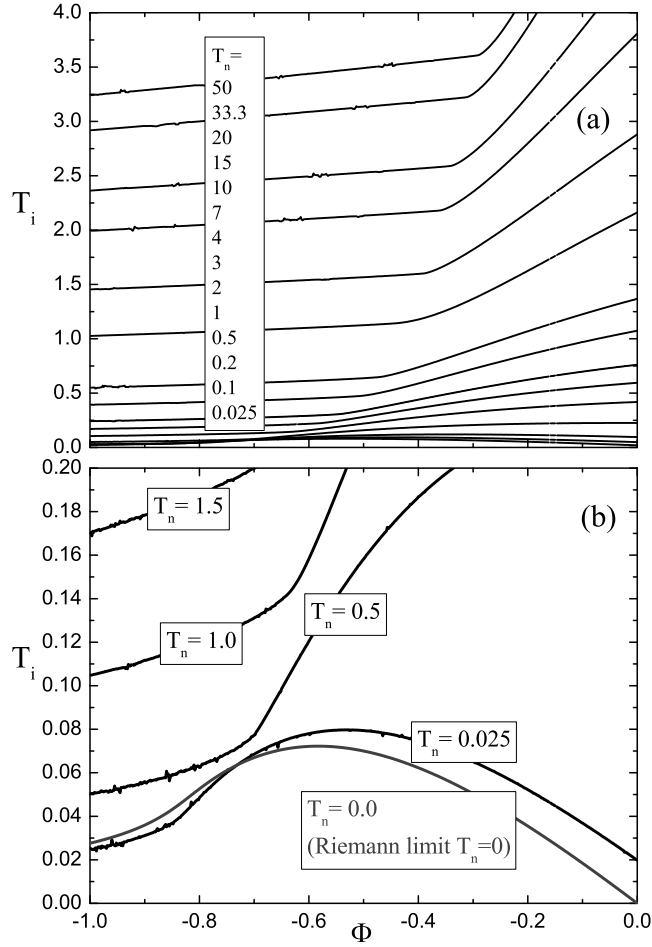 4.0
3.5
3.0
2.5
2.0
1.5
1.0
0.5
0.0
T_i
T_n=
50
33.3
20
15
10
7
4
3
2
1
0.5
0.2
0.1
0.025
(a)
0.20
0.18
0.16
0.14
0.12
0.10
0.08
0.06
0.04
0.02
0.00
T_i
(b)
T_n= 1.5
T_n= 1.0
T_n= 0.5
T_n= 0.025
T_n= 0.0
(Riemann limit T_n=0)
-1.0 -0.8 -0.6 -0.4 -0.2 0.0
Φ